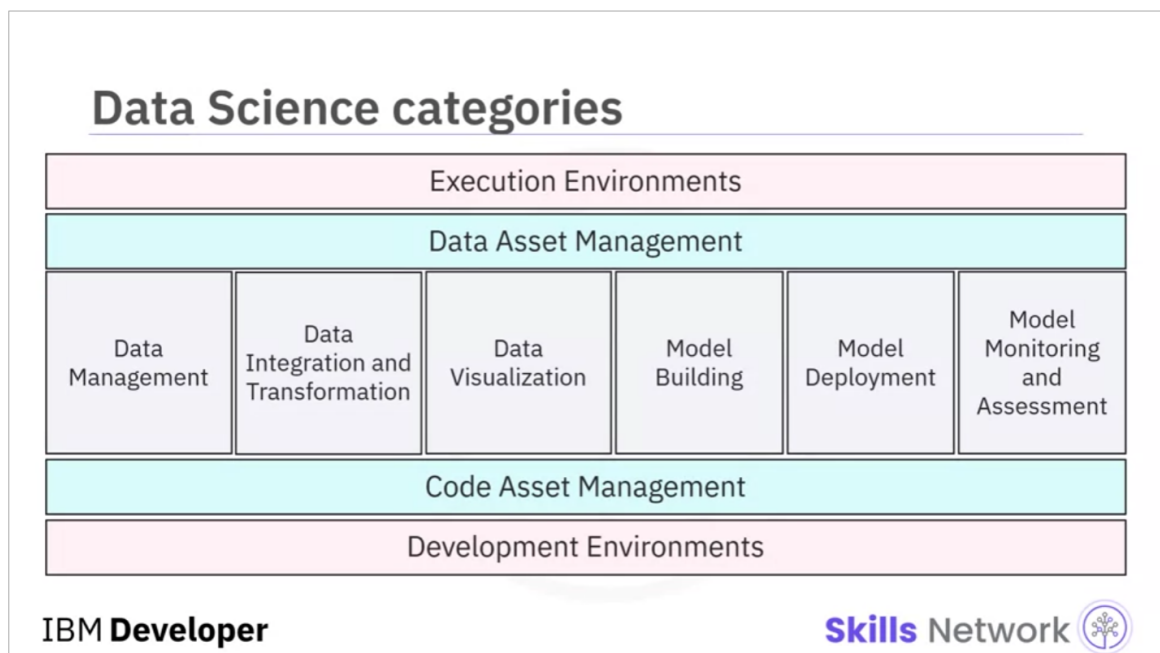 Data Science categories
Execution Environments
Data Asset Management
Data
Management
Data
Integration and
Transformation
Data
Visualization
Model
Building
Model
Deployment
Model
Monitoring
and
Assessment
Code Asset Management
Development Environments
IBM Developer
Skills Network